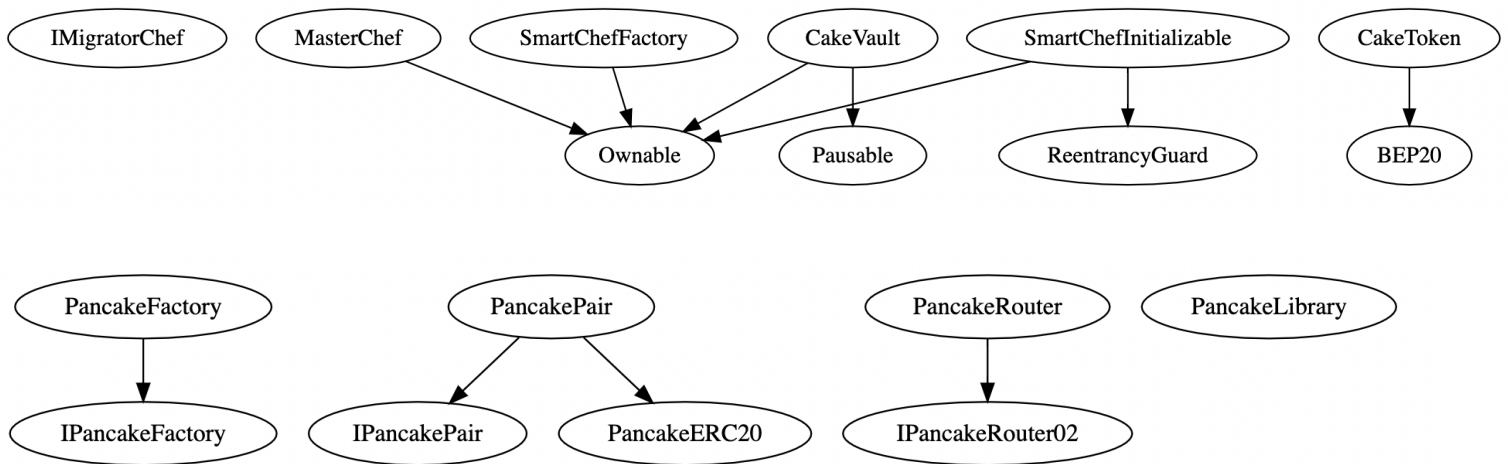 IMigratorChef
MasterChef
SmartChefFactory
CakeVault
SmartChefInitializable
CakeToken
Ownable
Pausable
ReentrancyGuard
BEP20
PancakeFactory
PancakePair
PancakeRouter
PancakeLibrary
IPancakeFactory
IPancakePair
PancakeERC20
IPancakeRouter02